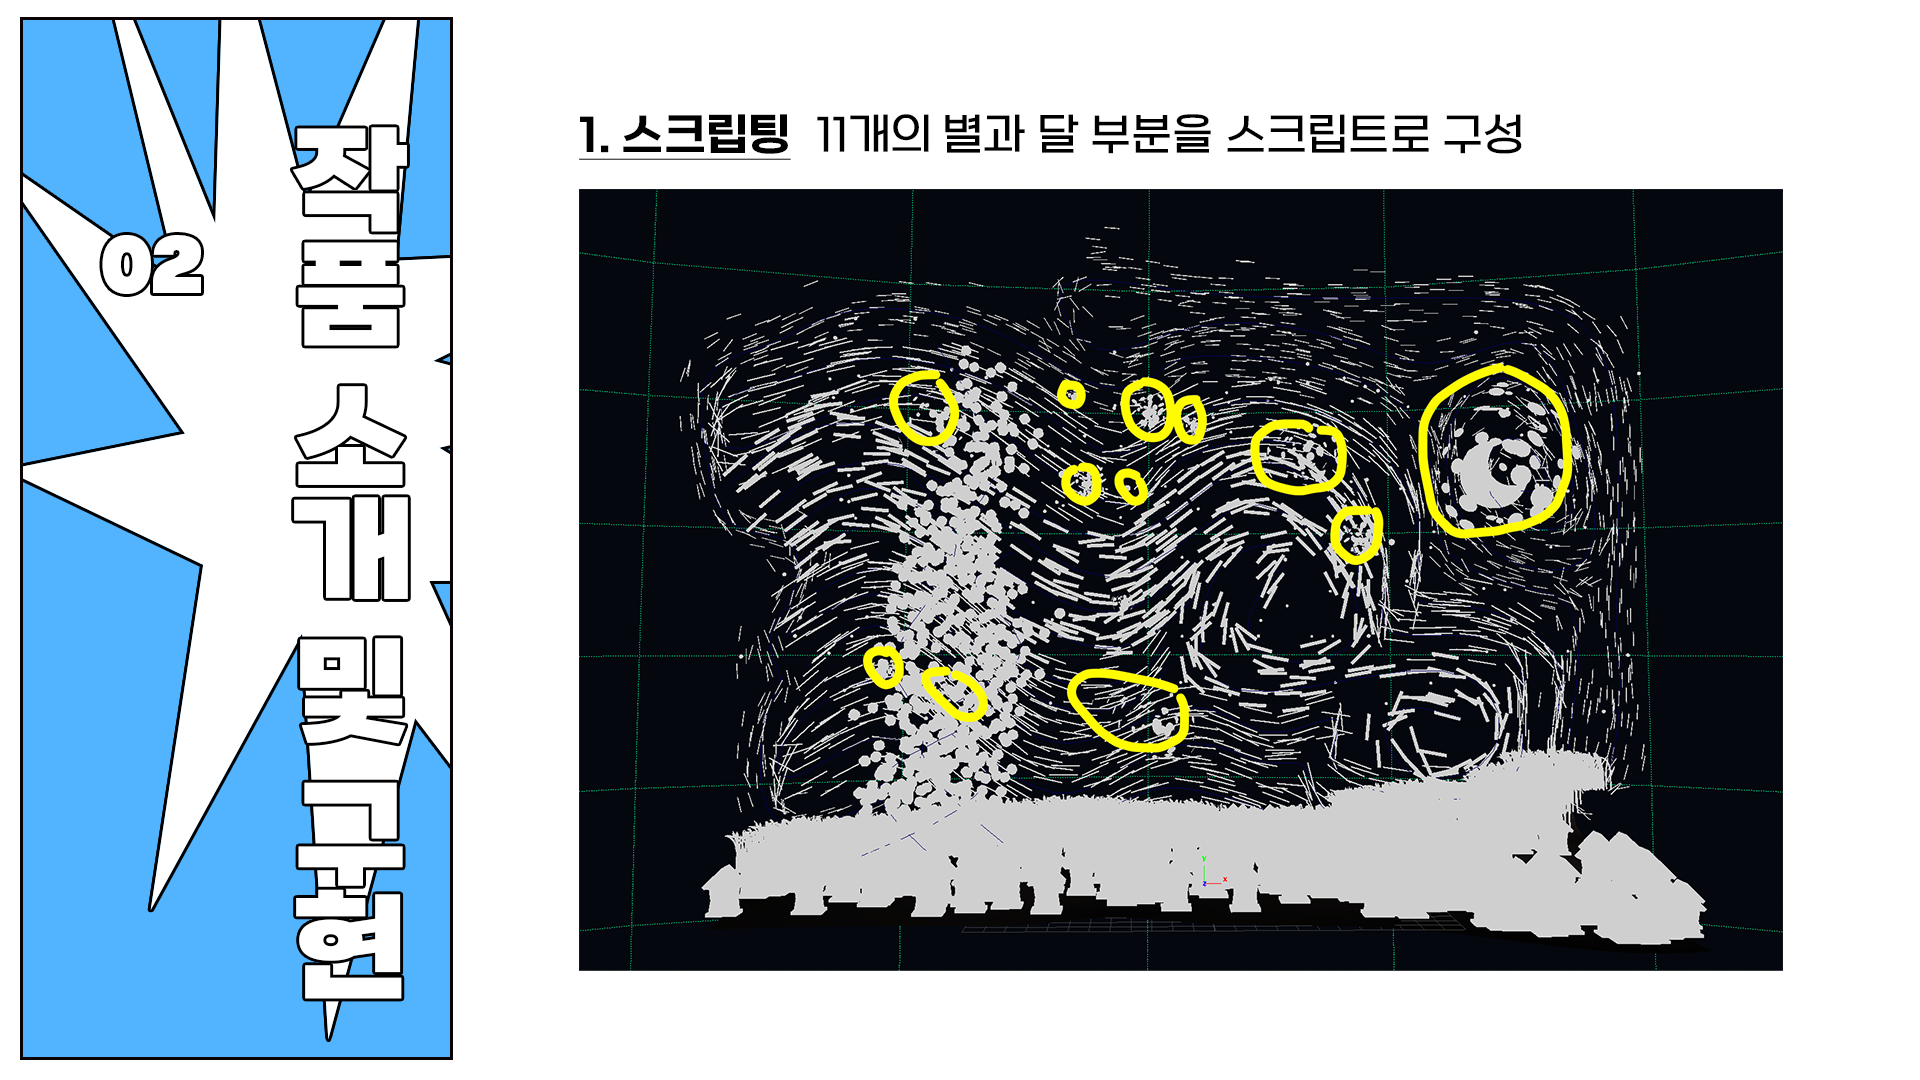 02
작품 소개 및 구현
1. 스크립팅 11개의 별과 달 부분을 스크립트로 구성
y
z x